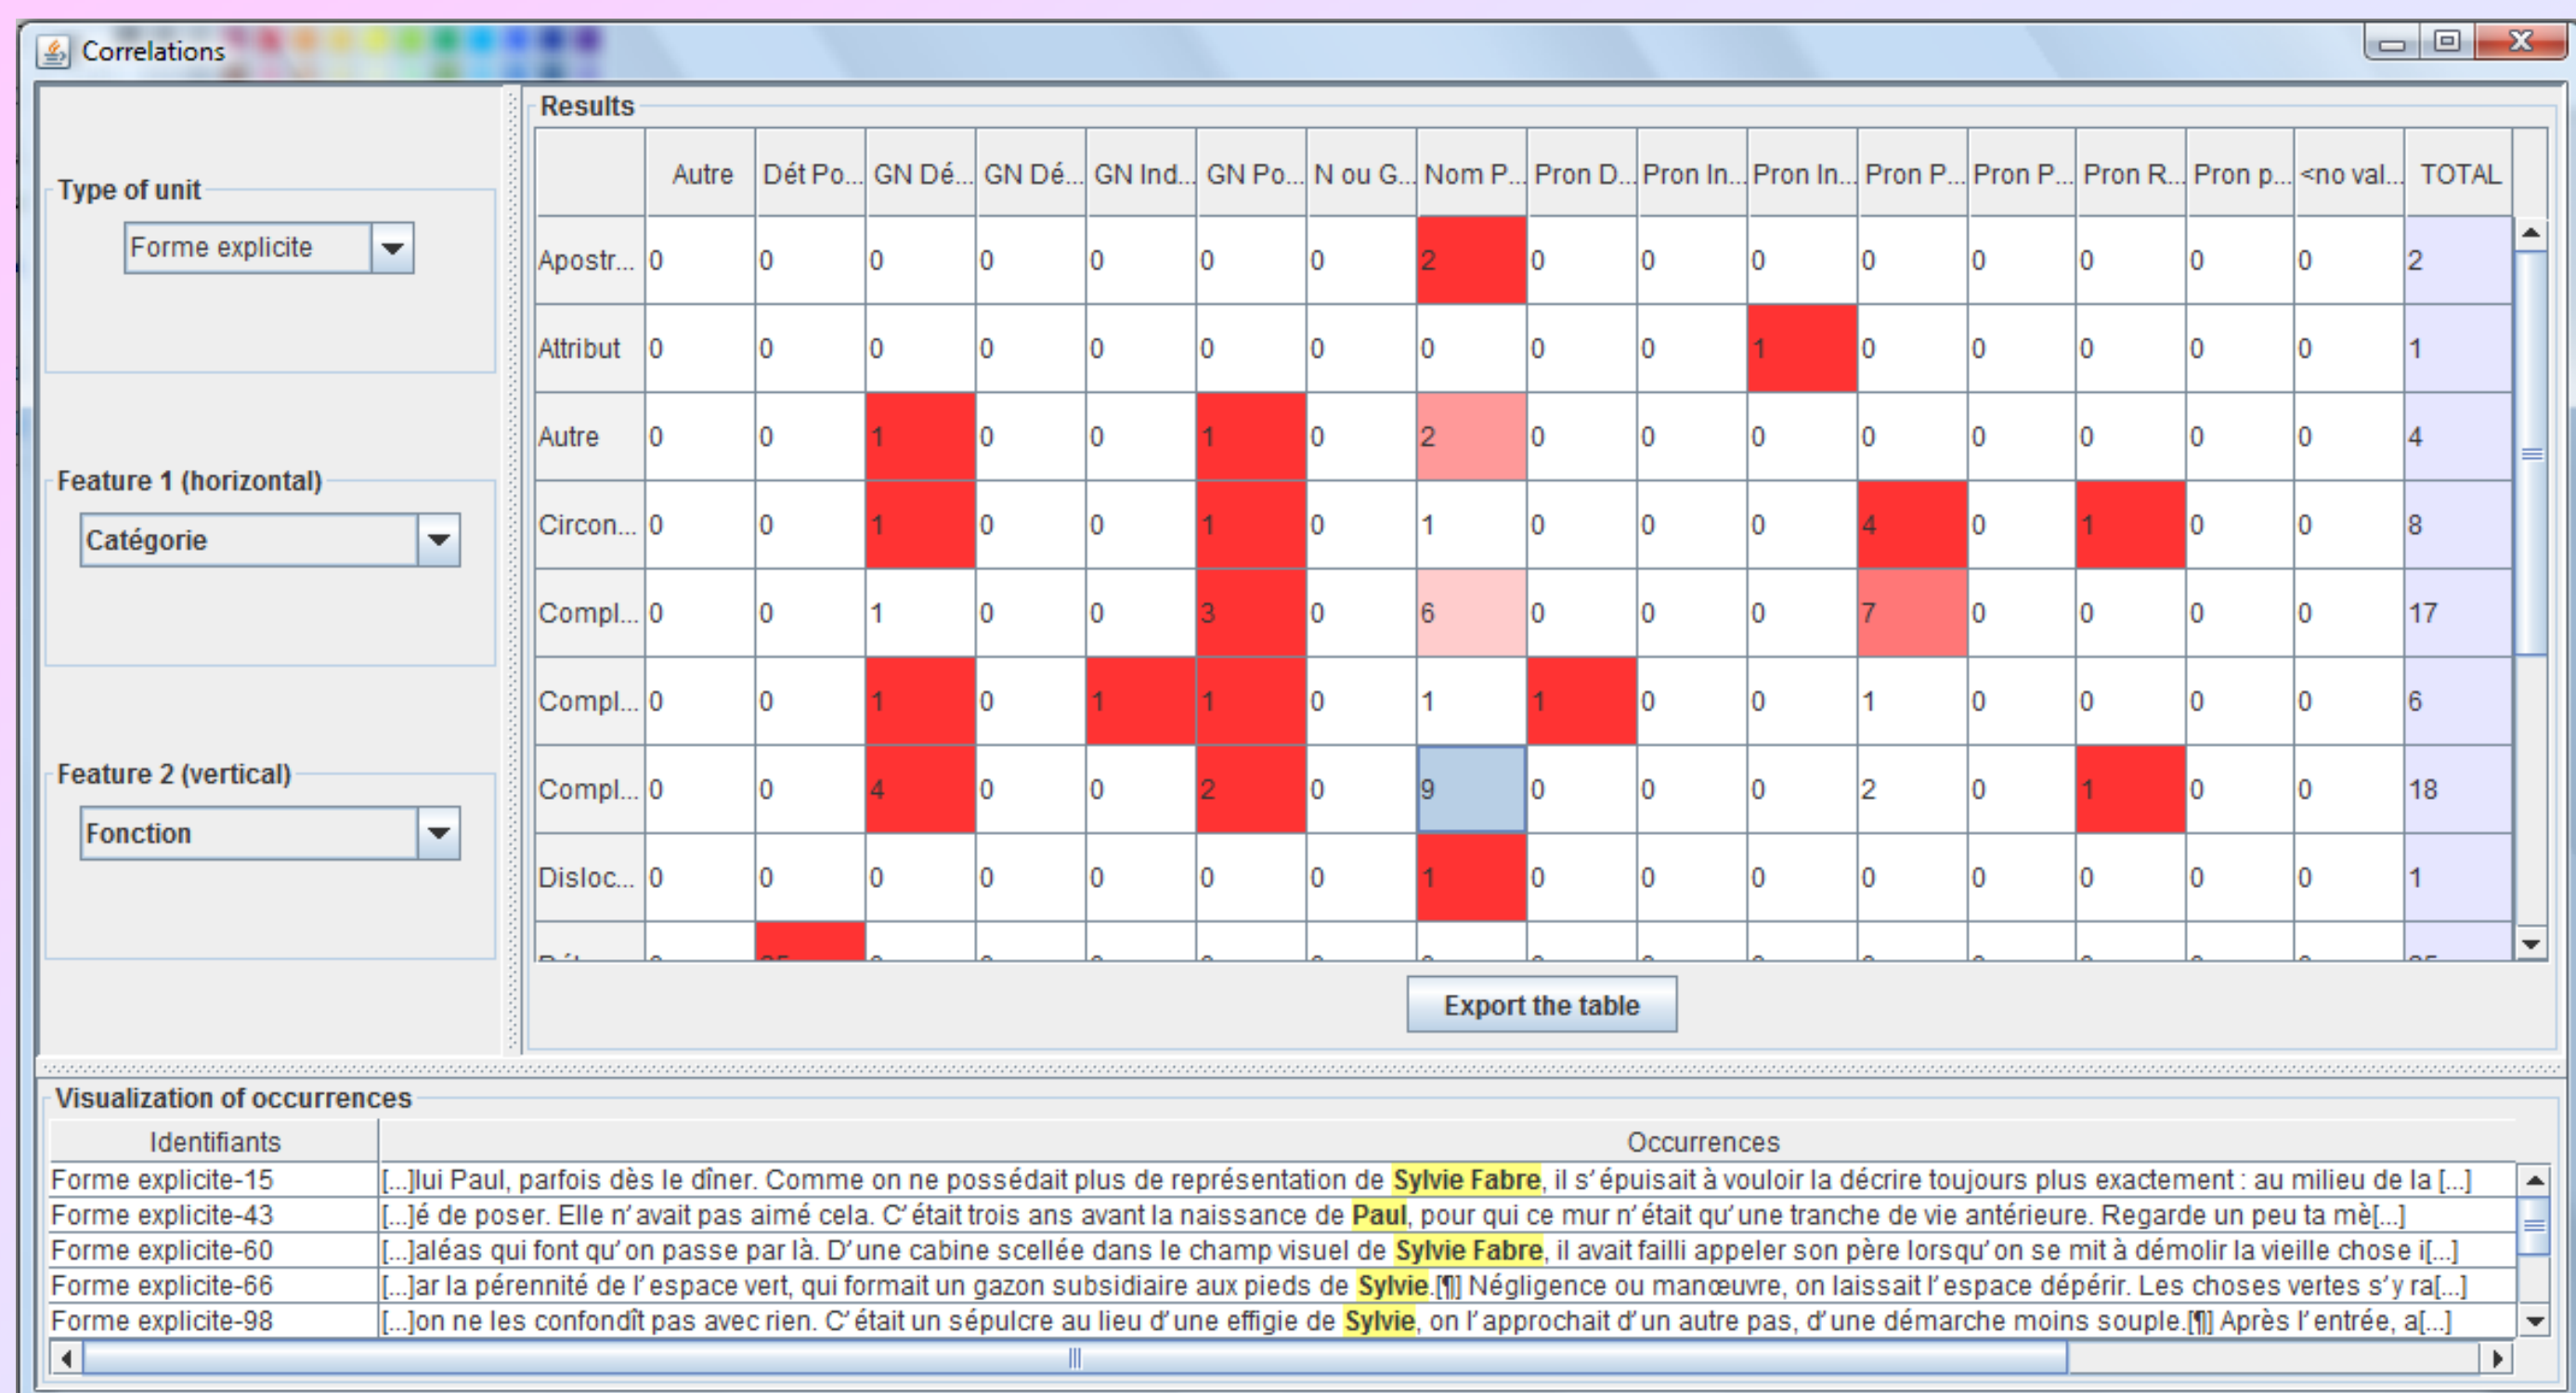 Correlations
Type of unit
Forme explicite
Feature 1 (horizontal)
Catégorie
Feature 2 (vertical)
Fonction
Results
Autre Dét Po... GN Dé... GN Dé... GN Ind... GN Po... N ou G... Nom P... Pron D... Pron In... Pron In... Pron P... Pron P... Pron R... Pron p... <no val... TOTAL
Apostr... 0 0 0 0 0 0 0 2 0 0 0 0 0 0 0 0 2
Attribut 0 0 0 0 0 0 0 0 0 0 1 0 0 0 0 0 1
Autre 0 0 1 0 0 1 0 2 0 0 0 0 0 0 0 0 4
Circon... 0 0 1 0 0 1 0 1 0 0 0 4 0 1 0 0 8
Compl... 0 0 1 0 0 3 0 6 0 0 0 7 0 0 0 0 17
Compl... 0 0 1 0 1 1 0 1 1 0 0 1 0 0 0 0 6
Compl... 0 0 4 0 0 2 0 9 0 0 0 2 0 1 0 0 18
Disloc... 0 0 0 0 0 0 0 1 0 0 0 0 0 0 0 0 1
Export the table
Visualization of occurrences
Identifiants Occurrences
Forme explicite-15 [...]lui Paul, parfois dès le dîner. Comme on ne possédait plus de représentation de Sylvie Fabre, il s'épuisait à vouloir la décrire toujours plus exactement : au milieu de la [...]
Forme explicite-43 [...]é de poser. Elle n'avait pas aimé cela. C'était trois ans avant la naissance de Paul, pour qui ce mur n'était qu'une tranche de vie antérieure. Regarde un peu ta mè[...]
Forme explicite-60 [...]aléas qui font qu'on passe par là. D'une cabine scellée dans le champ visuel de Sylvie Fabre, il avait failli appeler son père lorsqu'on se mit à démolir la vieille chose i[...]
Forme explicite-66 [...]ar la pérennité de l'espace vert, qui formait un gazon subsidiaire aux pieds de Sylvie.[¶] Négligence ou manœuvre, on laissait l'espace dépérir. Les choses vertes s'y ra[...]
Forme explicite-98 [...]on ne les confondît pas avec rien. C'était un sépulcre au lieu d'une effigie de Sylvie, on l'approchait d'un autre pas, d'une démarche moins souple.[¶] Après l'entrée, a[...]